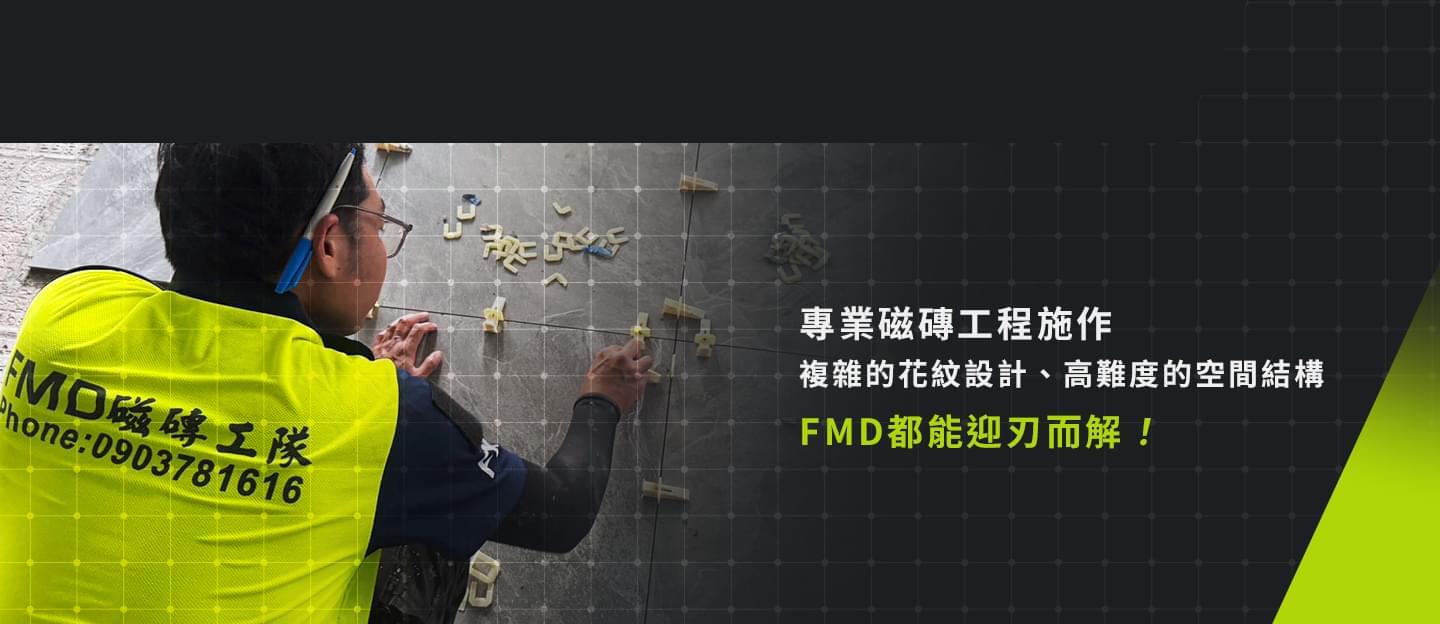 FMD磁磚工隊
Phone:0903781616
專業磁磚工程施作
複雜的花紋設計、高難度的空間結構
FMD都能迎刃而解！